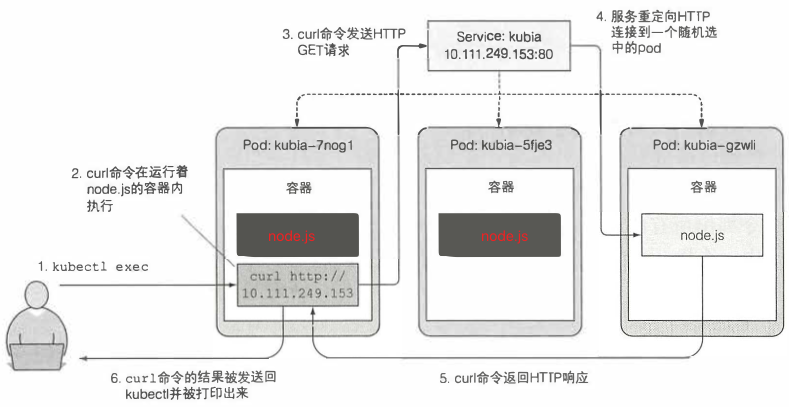 3. curl命令发送HTTP
GET请求
Service: kubia
10.111.249.153:80
4. 服务重定向HTTP
连接到一个随机选
中的pod
Pod: kubia-7nog1
Pod: kubia-5fje3
Pod: kubia-gzwli
2. curl命令在运行着
node.js的容器内
执行
容器
容器
容器
node.js
node.js
node.js
1. kubectl exec
curl http://
10.111.249.153
6. curl命令的结果被发送回
kubectl并被打印出来
5. curl命令返回HTTP响应